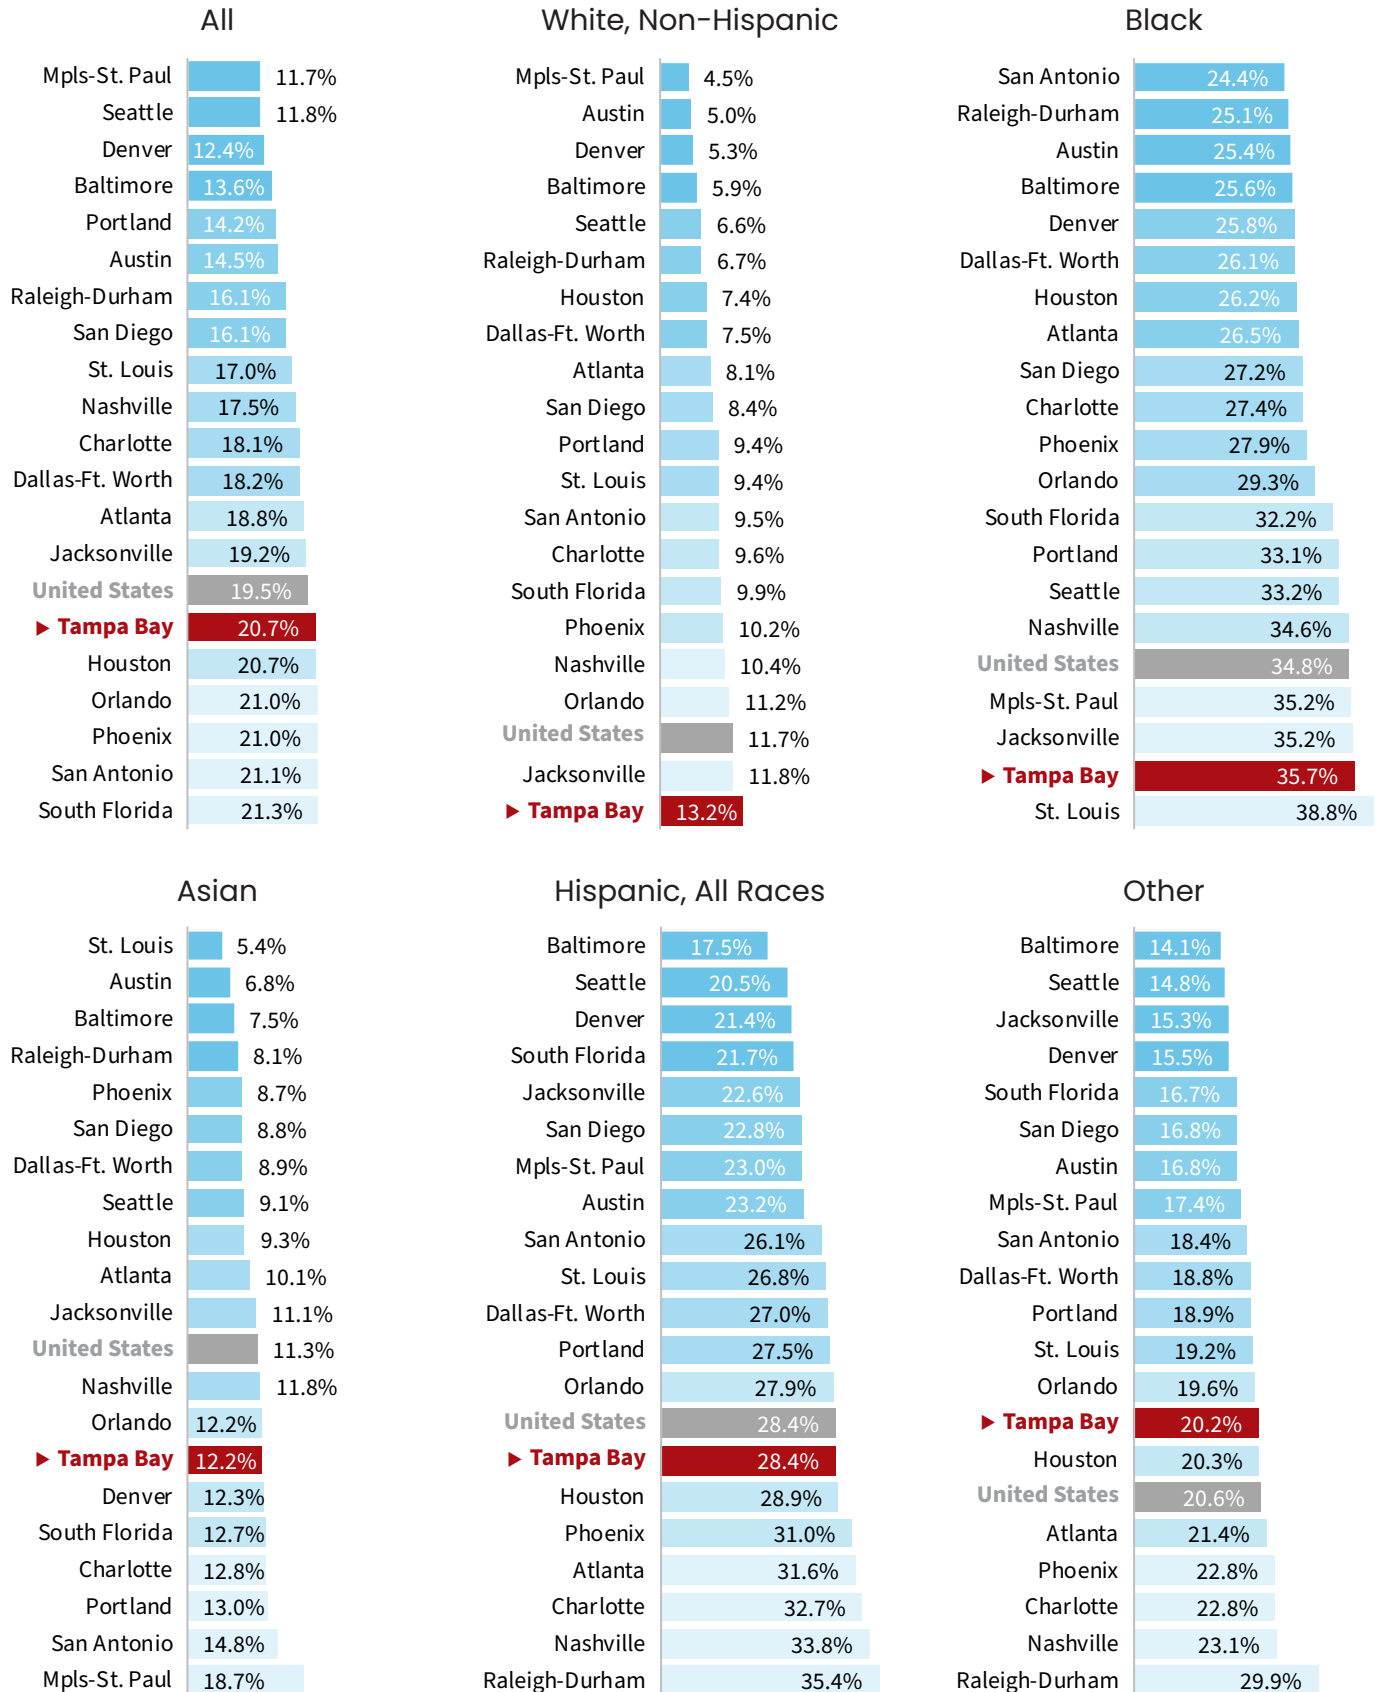 All
Mpls-St. Paul 11.7%
Seattle 11.8%
Denver 12.4%
Baltimore 13.6%
Portland 14.2%
Austin 14.5%
Raleigh-Durham 16.1%
San Diego 16.1%
St. Louis 17.0%
Nashville 17.5%
Charlotte 18.1%
Dallas-Ft. Worth 18.2%
Atlanta 18.8%
Jacksonville 19.2%
United States 19.5%
▶ Tampa Bay 20.7%
Houston 20.7%
Orlando 21.0%
Phoenix 21.0%
San Antonio 21.1%
South Florida 21.3%
White, Non-Hispanic
Mpls-St. Paul 4.5%
Austin 5.0%
Denver 5.3%
Baltimore 5.9%
Seattle 6.6%
Raleigh-Durham 6.7%
Houston 7.4%
Dallas-Ft. Worth 7.5%
Atlanta 8.1%
San Diego 8.4%
Portland 9.4%
St. Louis 9.4%
San Antonio 9.5%
Charlotte 9.6%
South Florida 9.9%
Phoenix 10.2%
Nashville 10.4%
Orlando 11.2%
United States 11.7%
Jacksonville 11.8%
▶ Tampa Bay 13.2%
Black
San Antonio 24.4%
Raleigh-Durham 25.1%
Austin 25.4%
Baltimore 25.6%
Denver 25.8%
Dallas-Ft. Worth 26.1%
Houston 26.2%
Atlanta 26.5%
San Diego 27.2%
Charlotte 27.4%
Phoenix 27.9%
Orlando 29.3%
South Florida 32.2%
Portland 33.1%
Seattle 33.2%
Nashville 34.6%
United States 34.8%
Mpls-St. Paul 35.2%
Jacksonville 35.2%
▶ Tampa Bay 35.7%
St. Louis 38.8%
Asian
St. Louis 5.4%
Austin 6.8%
Baltimore 7.5%
Raleigh-Durham 8.1%
Phoenix 8.7%
San Diego 8.8%
Dallas-Ft. Worth 8.9%
Seattle 9.1%
Houston 9.3%
Atlanta 10.1%
Jacksonville 11.1%
United States 11.3%
Nashville 11.8%
Orlando 12.2%
▶ Tampa Bay 12.2%
Denver 12.3%
South Florida 12.7%
Charlotte 12.8%
Portland 13.0%
San Antonio 14.8%
Mpls-St. Paul 18.7%
Hispanic, All Races
Baltimore 17.5%
Seattle 20.5%
Denver 21.4%
South Florida 21.7%
Jacksonville 22.6%
San Diego 22.8%
Mpls-St. Paul 23.0%
Austin 23.2%
San Antonio 26.1%
St. Louis 26.8%
Dallas-Ft. Worth 27.0%
Portland 27.5%
Orlando 27.9%
United States 28.4%
▶ Tampa Bay 28.4%
Houston 28.9%
Phoenix 31.0%
Atlanta 31.6%
Charlotte 32.7%
Nashville 33.8%
Raleigh-Durham 35.4%
Other
Baltimore 14.1%
Seattle 14.8%
Jacksonville 15.3%
Denver 15.5%
South Florida 16.7%
San Diego 16.8%
Austin 16.8%
Mpls-St. Paul 17.4%
San Antonio 18.4%
Dallas-Ft. Worth 18.8%
Portland 18.9%
St. Louis 19.2%
Orlando 19.6%
▶ Tampa Bay 20.2%
Houston 20.3%
United States 20.6%
Atlanta 21.4%
Phoenix 22.8%
Charlotte 22.8%
Nashville 23.1%
Raleigh-Durham 29.9%